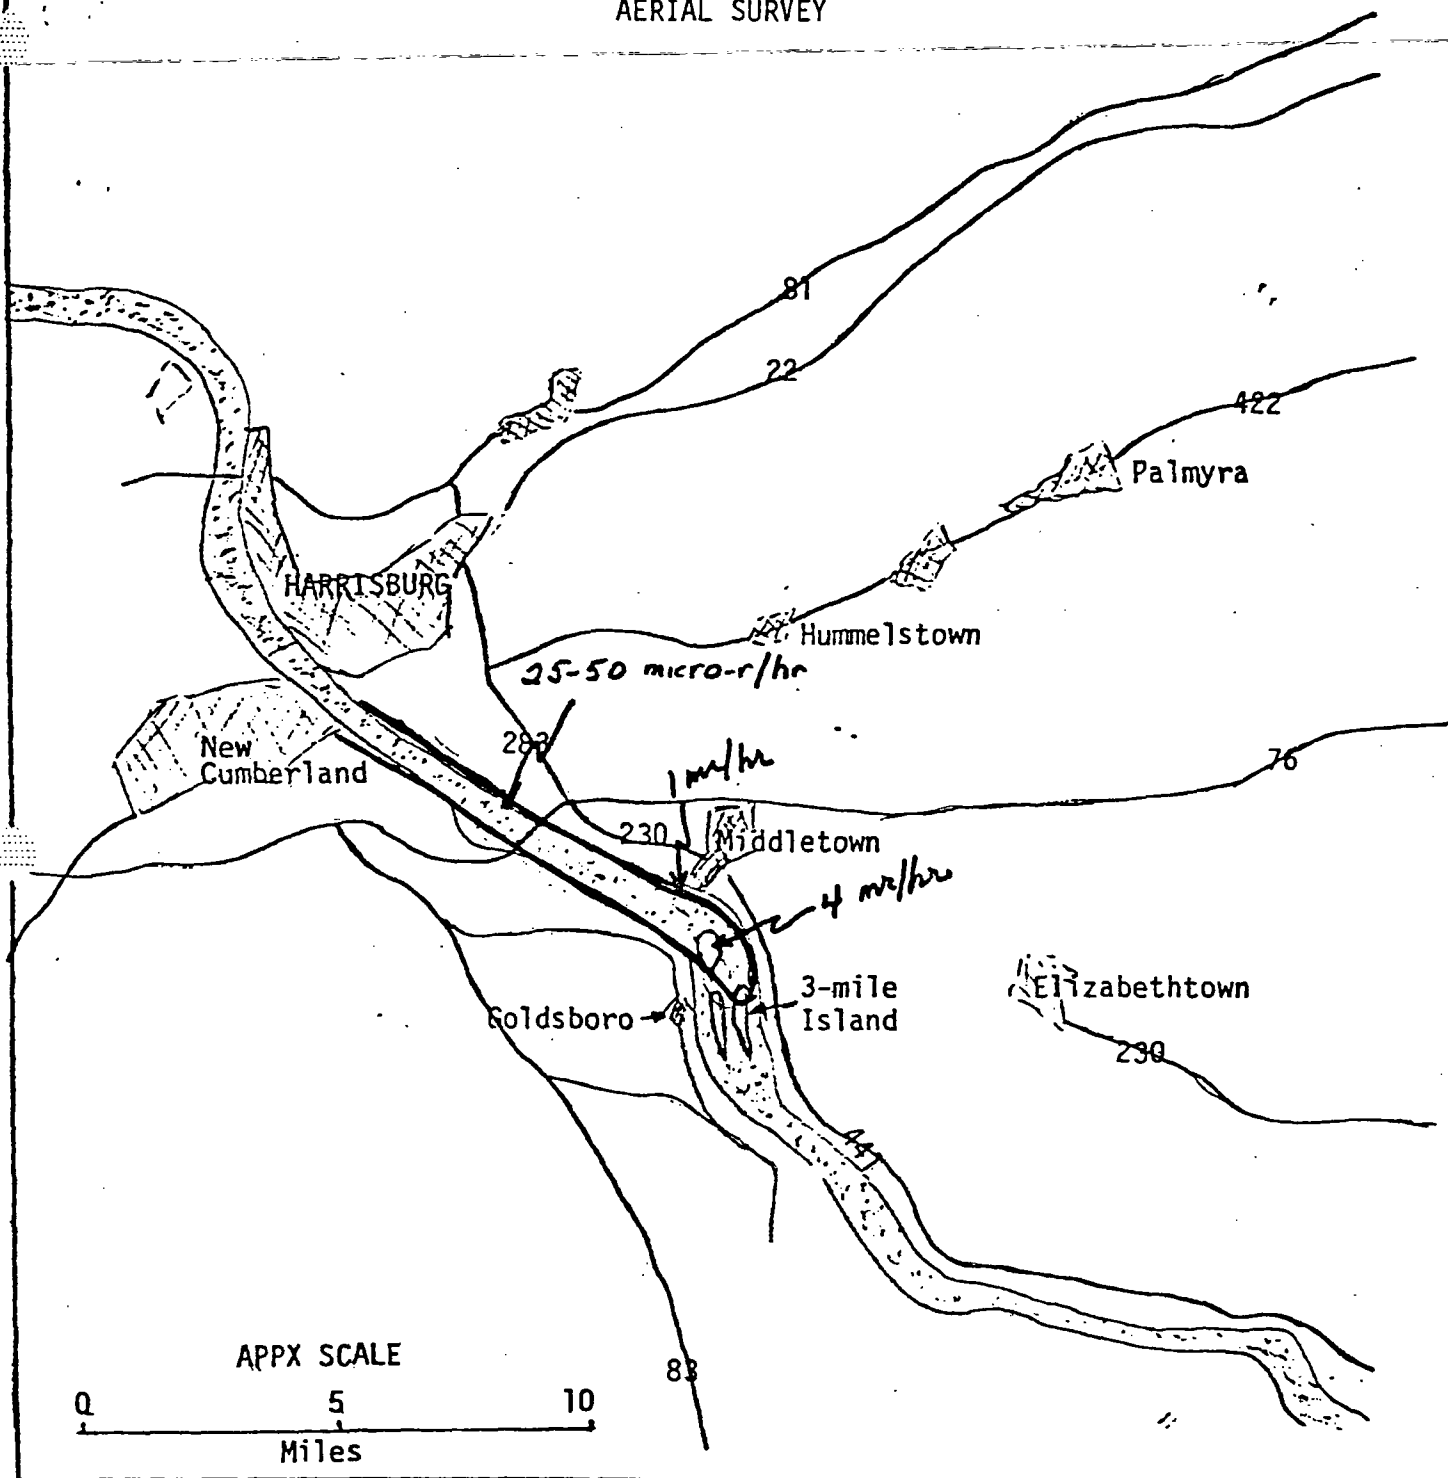 AERIAL SURVEY
81
22
422
Palmyra
HARRISBURG
Hummelstown
25-50 micro-r/hr
283
New
Cumberland
1 mr/hr
76
230
Middletown
4 mr/hr
3-mile
Island
Goldsboro
Elizabethtown
230
44
APPX SCALE
0 5 10
Miles
83